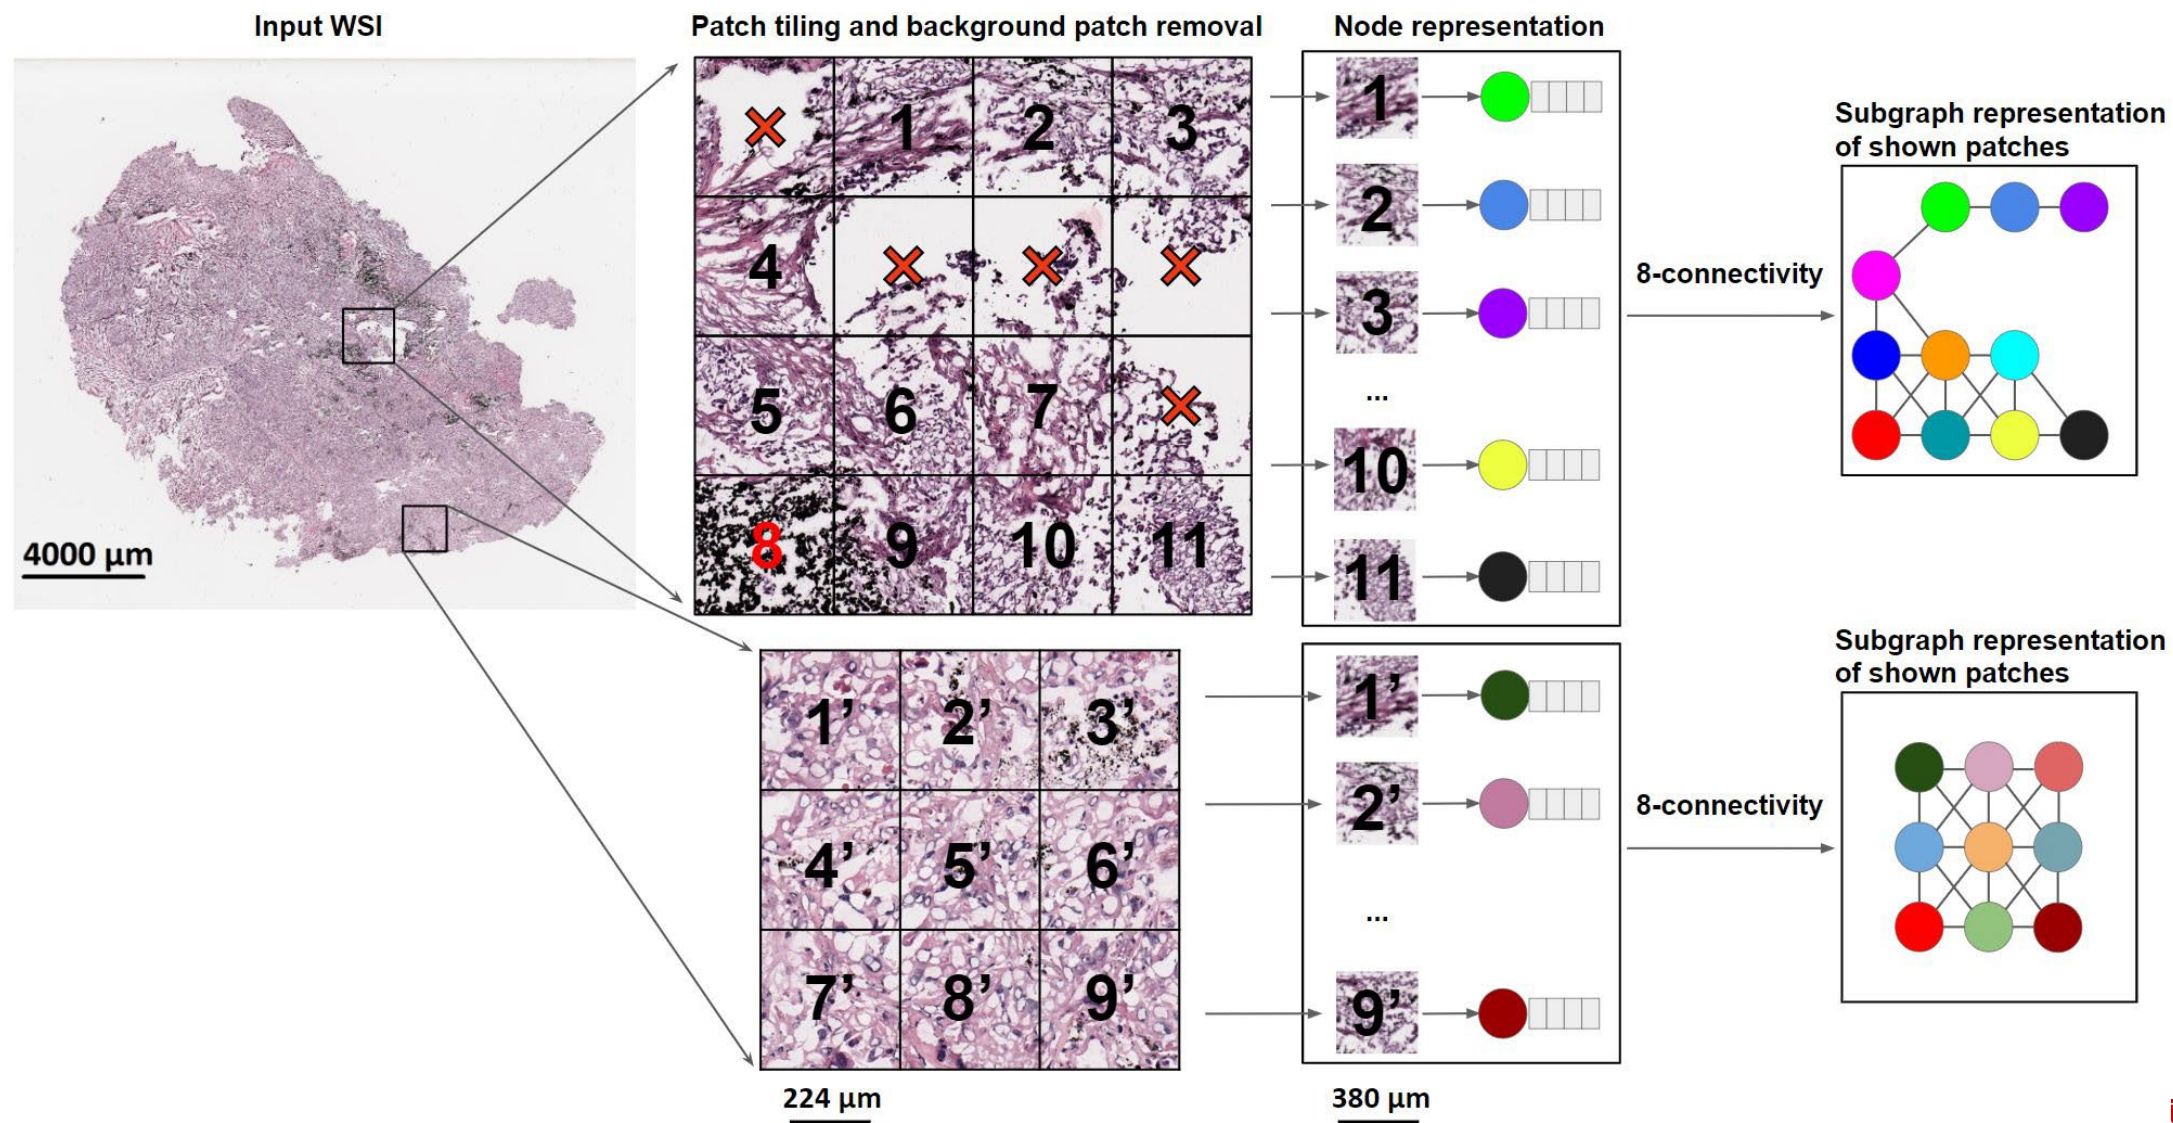 Input WSI
Patch tiling and background patch removal
Node representation
1 2 3
4
5 6 7
8 9 10 11
1
2
3
...
10
11
Subgraph representation
of shown patches
8-connectivity
4000 µm
1’ 2’ 3’
4’ 5’ 6’
7’ 8’ 9’
1’
2’
...
9’
Subgraph representation
of shown patches
8-connectivity
224 µm
380 µm